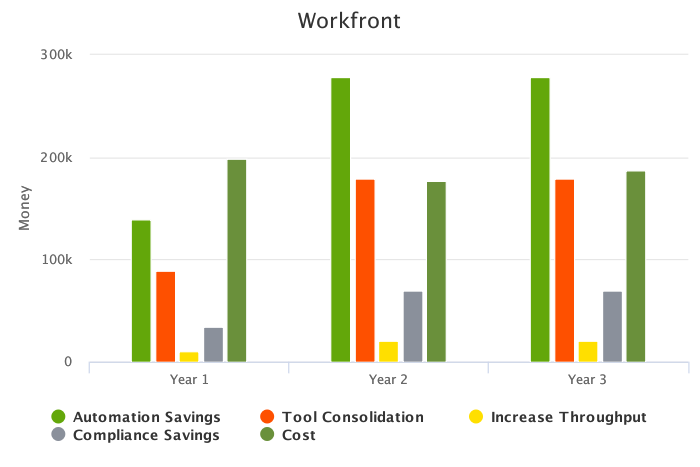 Workfront
300k
200k
100k
0
Money
Year 1 Year 2 Year 3
Automation Savings Tool Consolidation Increase Throughput
Compliance Savings Cost